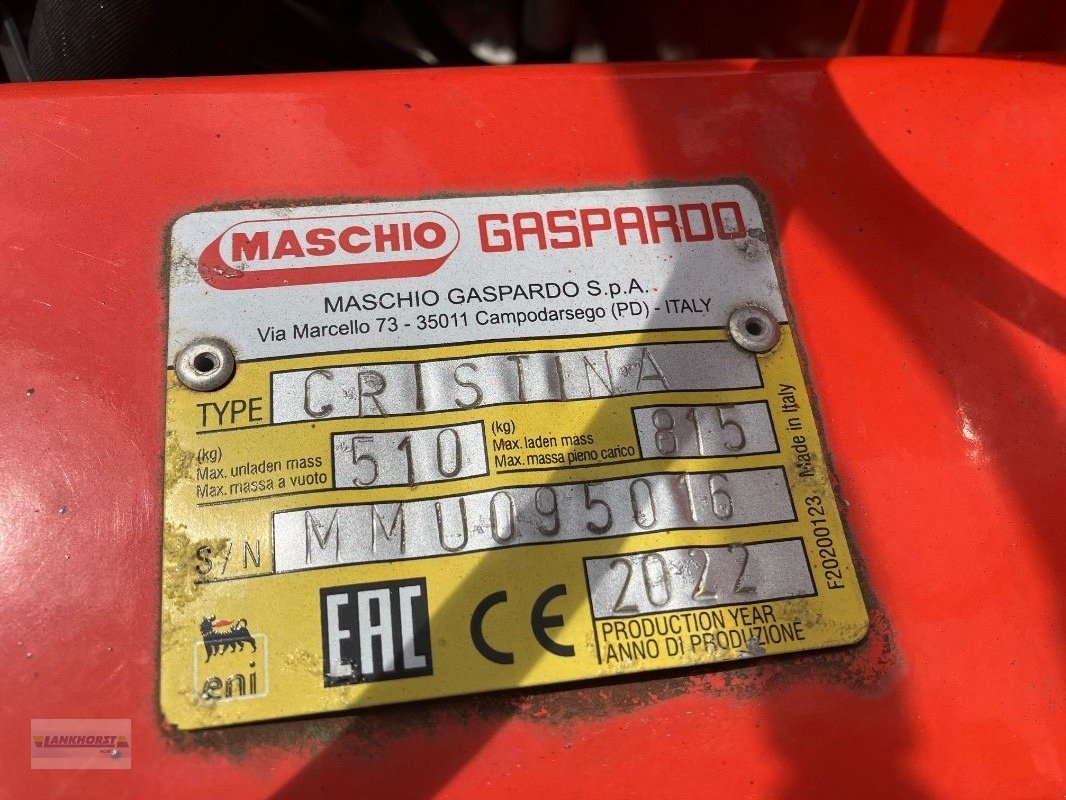 MASCHIO GASPARDO
MASCHIO GASPARDO S.p.A.
Via Marcello 73 - 35011 Campodarsego (PD) - ITALY
TYPE CRISTINA
(kg)
Max. unladen mass
Max. massa a vuoto
510
(kg)
Max. laden mass
Max. massa pieno carico
815
S/N MMU095016
2022
PRODUCTION YEAR
ANNO DI PRODUZIONE
eni
EAC
CE
F20200123 Made in Italy
LANKHORST